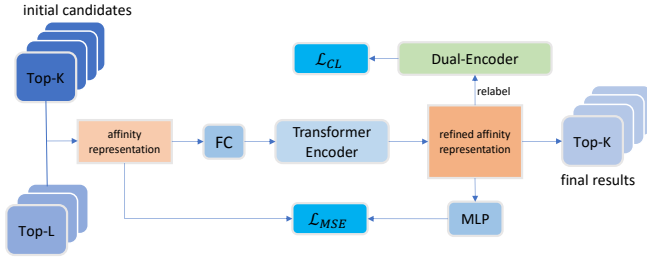 initial candidates
Top-K
Top-L
affinity
representation
FC
Transformer
Encoder
refined affinity
representation
relabel
Dual-Encoder
ℒ_CL
MLP
ℒ_MSE
Top-K
final results